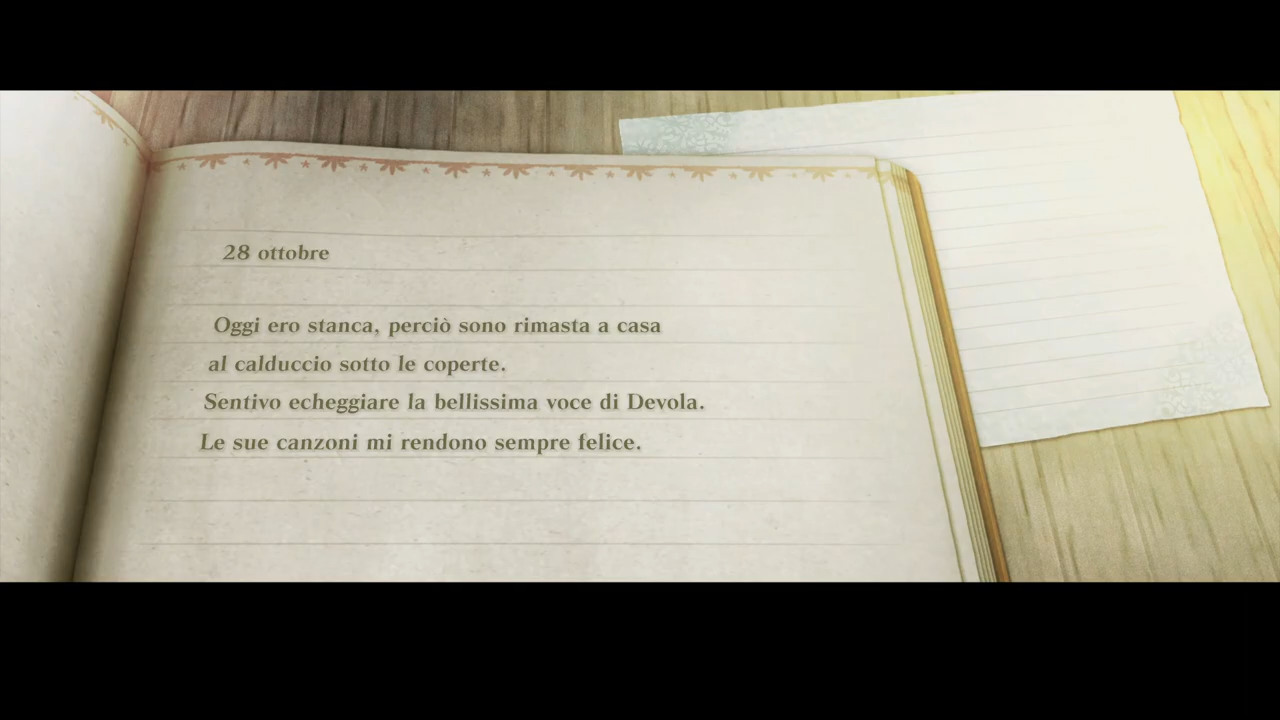 28 ottobre
Oggi ero stanca, perciò sono rimasta a casa
al calduccio sotto le coperte.
Sentivo echeggiare la bellissima voce di Devola.
Le sue canzoni mi rendono sempre felice.